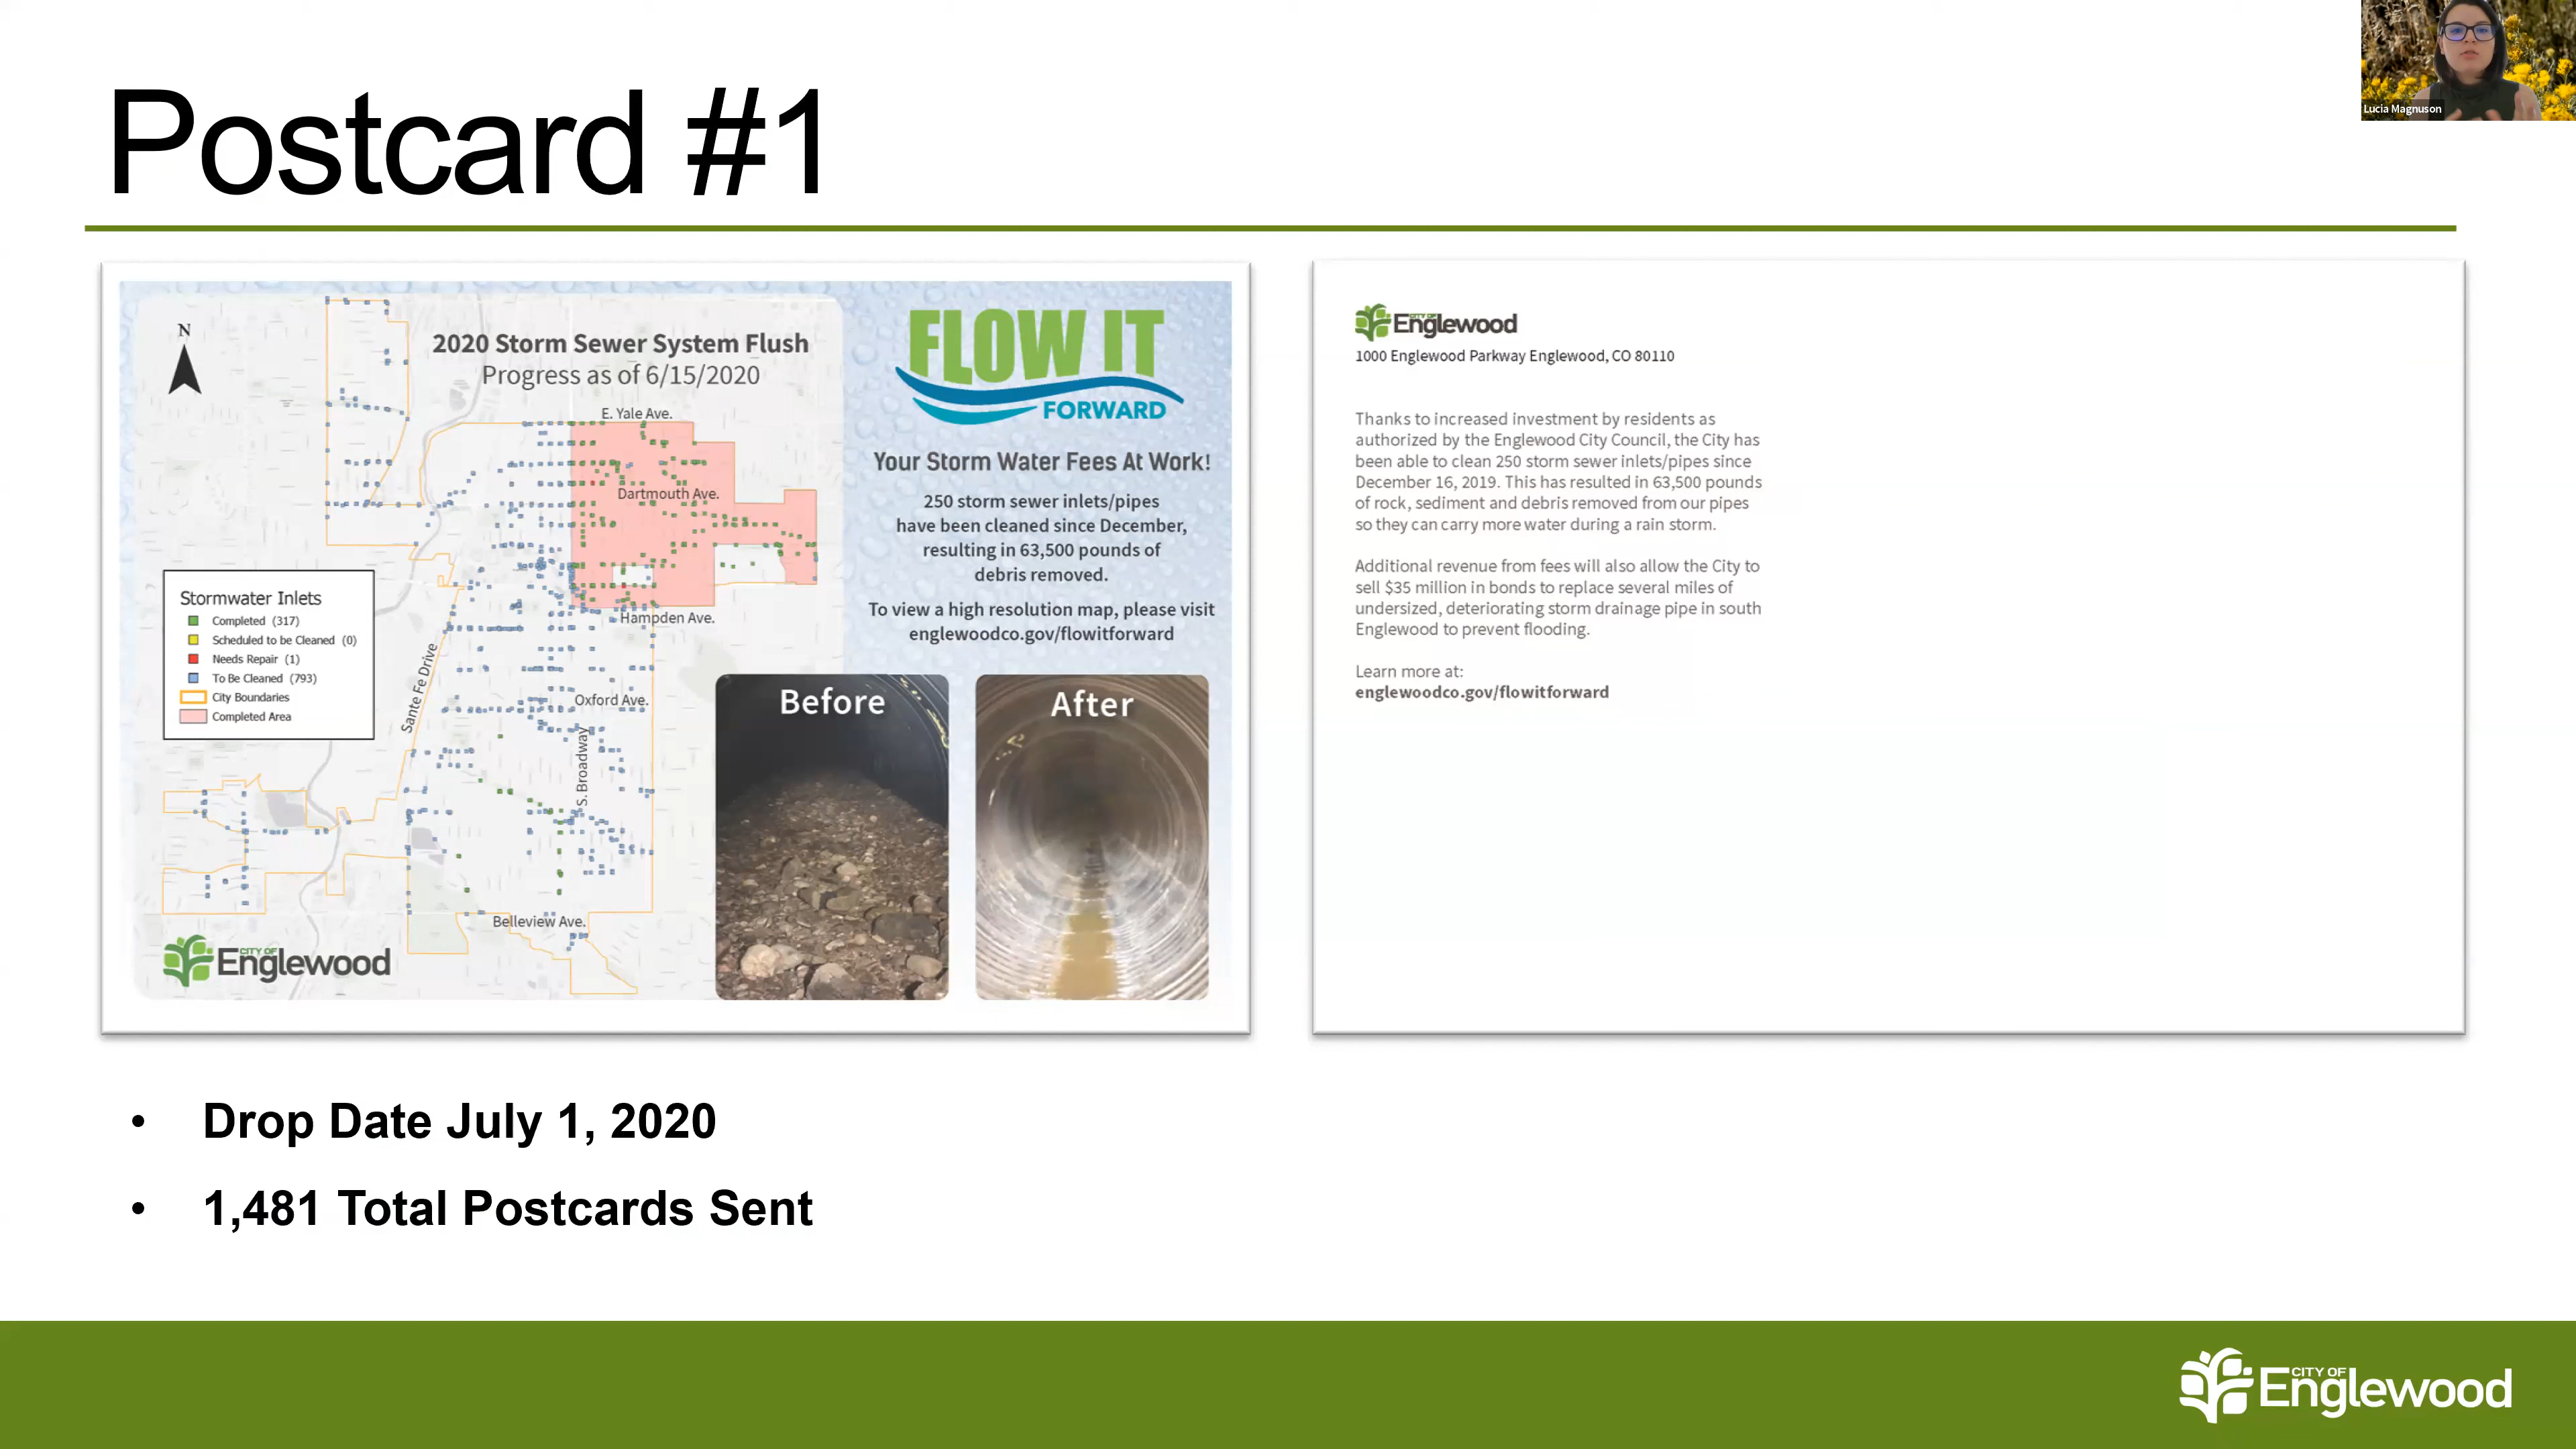 Postcard #1
Lucia Magnuson
N
2020 Storm Sewer System Flush
Progress as of 6/15/2020
E. Yale Ave.
Dartmouth Ave.
Hampden Ave.
Sante Fe Drive
Oxford Ave.
S. Broadway
Belleview Ave.
Stormwater Inlets
Completed (317)
Scheduled to be Cleaned (0)
Needs Repair (1)
To Be Cleaned (793)
City Boundaries
Completed Area
CITY OF
Englewood
FLOW IT
FORWARD
Your Storm Water Fees At Work!
250 storm sewer inlets/pipes
have been cleaned since December,
resulting in 63,500 pounds of
debris removed.
To view a high resolution map, please visit
englewoodco.gov/flowitforward
Before
After
CITY OF
Englewood
1000 Englewood Parkway Englewood, CO 80110
Thanks to increased investment by residents as
authorized by the Englewood City Council, the City has
been able to clean 250 storm sewer inlets/pipes since
December 16, 2019. This has resulted in 63,500 pounds
of rock, sediment and debris removed from our pipes
so they can carry more water during a rain storm.
Additional revenue from fees will also allow the City to
sell $35 million in bonds to replace several miles of
undersized, deteriorating storm drainage pipe in south
Englewood to prevent flooding.
Learn more at:
englewoodco.gov/flowitforward
• Drop Date July 1, 2020
• 1,481 Total Postcards Sent
CITY OF
Englewood